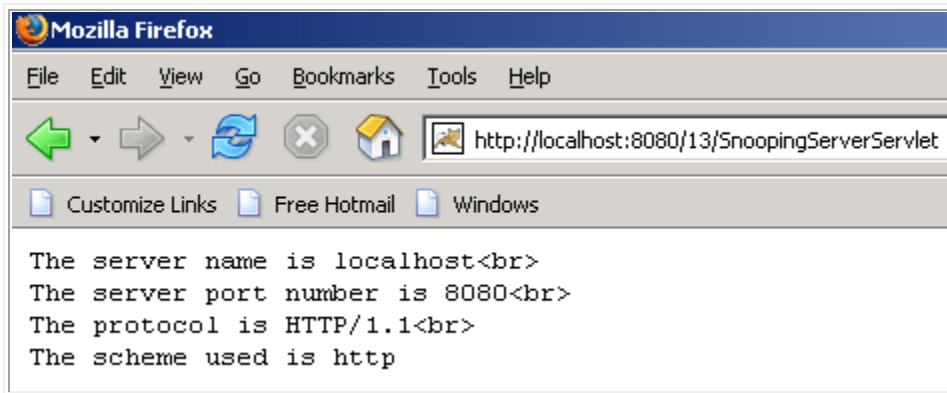 Mozilla Firefox
File Edit View Go Bookmarks Tools Help
http://localhost:8080/13/SnoopingServerServlet
Customize Links Free Hotmail Windows
The server name is localhost<br>
The server port number is 8080<br>
The protocol is HTTP/1.1<br>
The scheme used is http